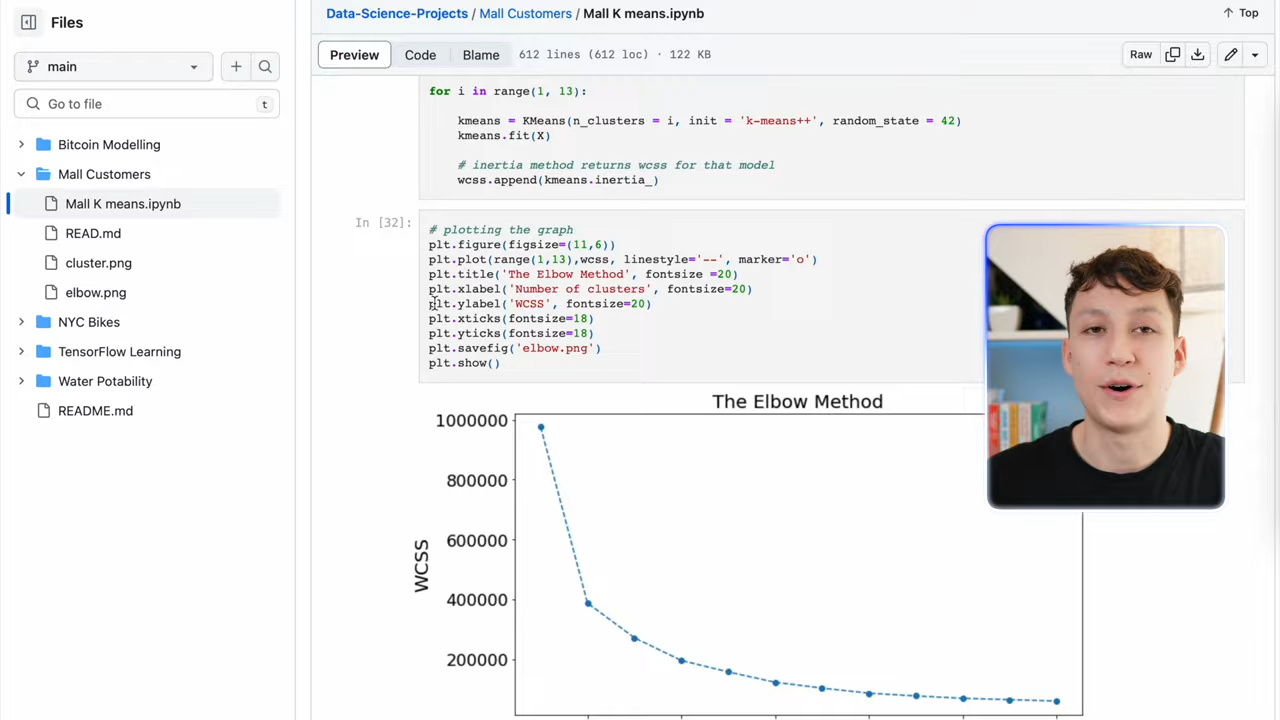 Files
main
Go to file
t
Bitcoin Modelling
Mall Customers
Mall K means.ipynb
READ.md
cluster.png
elbow.png
NYC Bikes
TensorFlow Learning
Water Potability
README.md
Data-Science-Projects / Mall Customers / Mall K means.ipynb
Top
Preview Code Blame 612 lines (612 loc) · 122 KB
Raw
for i in range(1, 13):
kmeans = KMeans(n_clusters = i, init = 'k-means++', random_state = 42)
kmeans.fit(X)
# inertia method returns wcss for that model
wcss.append(kmeans.inertia_)
In [32]:
# plotting the graph
plt.figure(figsize=(11,6))
plt.plot(range(1,13),wcss, linestyle='--', marker='o')
plt.title('The Elbow Method', fontsize =20)
plt.xlabel('Number of clusters', fontsize=20)
plt.ylabel('WCSS', fontsize=20)
plt.xticks(fontsize=18)
plt.yticks(fontsize=18)
plt.savefig('elbow.png')
plt.show()
The Elbow Method
1000000
800000
600000
400000
200000
WCSS